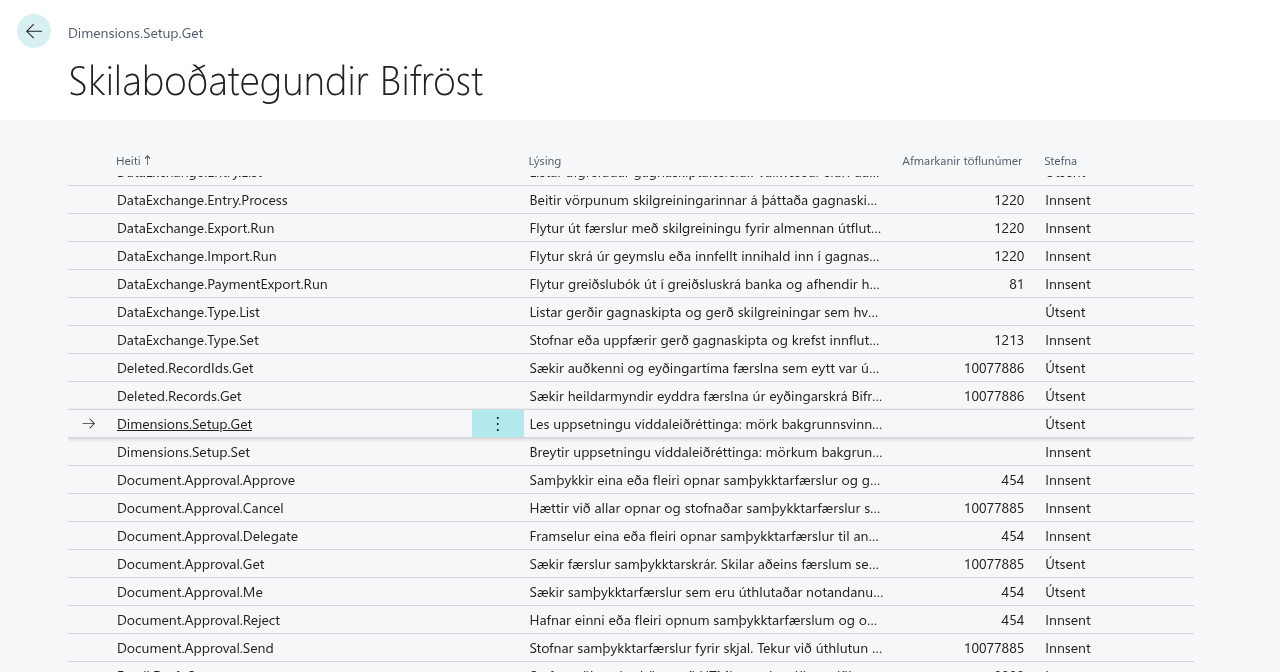 Dimensions.Setup.Get
Skilaboðategundir Bifröst
Heiti ↑ Lýsing Afmarkanir töflunúmer Stefna
DataExchange.Entry.Process Beitir vörpunum skilgreiningarinnar á þáttaða gagnaski... 1220 Innsent
DataExchange.Export.Run Flytur út færslur með skilgreiningu fyrir almennan útflut... 1220 Innsent
DataExchange.Import.Run Flytur skrá úr geymslu eða innfellt innihald inn í gagnas... 1220 Innsent
DataExchange.PaymentExport.Run Flytur greiðslubók út í greiðsluskrá banka og afhendir h... 81 Innsent
DataExchange.Type.List Listar gerðir gagnaskipta og gerð skilgreiningar sem hv... Útsent
DataExchange.Type.Set Stofnar eða uppfærir gerð gagnaskipta og krefst innflut... 1213 Innsent
Deleted.RecordIds.Get Sækir auðkenni og eyðingartíma færslna sem eytt var ú... 10077886 Útsent
Deleted.Records.Get Sækir heildarmyndir eyddra færslna úr eyðingarskrá Bifr... 10077886 Útsent
Dimensions.Setup.Get Les uppsetningu víddaleiðréttinga: mörk bakgrunnsvinn... Útsent
Dimensions.Setup.Set Breytir uppsetningu víddaleiðréttinga: mörkum bakgrun... Innsent
Document.Approval.Approve Samþykkir eina eða fleiri opnar samþykktarfærslur og g... 454 Innsent
Document.Approval.Cancel Hættir við allar opnar og stofnaðar samþykktarfærslur s... 10077885 Innsent
Document.Approval.Delegate Framselur eina eða fleiri opnar samþykktarfærslur til an... 454 Innsent
Document.Approval.Get Sækir færslur samþykktarskrár. Skilar aðeins færslum se... 10077885 Útsent
Document.Approval.Me Sækir samþykktarfærslur sem eru úthlutaðar notandanu... 454 Útsent
Document.Approval.Reject Hafnar einni eða fleiri opnum samþykktarfærslum og o... 454 Innsent
Document.Approval.Send Stofnar samþykktarfærslur fyrir skjal. Tekur við úthlutun ... 10077885 Innsent